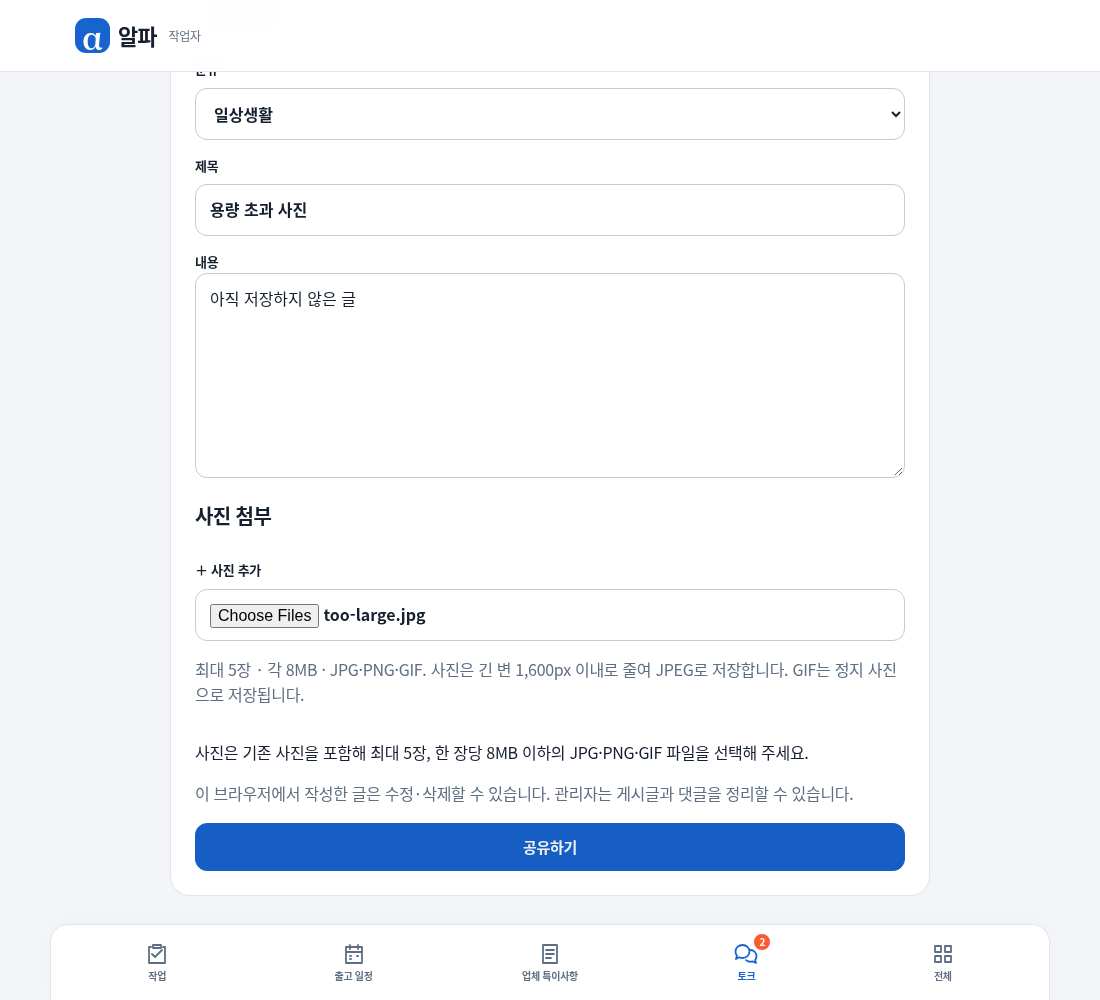 α 알파 작업자
일상생활
제목
용량 초과 사진
내용
아직 저장하지 않은 글
사진 첨부
+ 사진 추가
Choose Files too-large.jpg
최대 5장 · 각 8MB · JPG·PNG·GIF. 사진은 긴 변 1,600px 이내로 줄여 JPEG로 저장합니다. GIF는 정지 사진
으로 저장됩니다.
사진은 기존 사진을 포함해 최대 5장, 한 장당 8MB 이하의 JPG·PNG·GIF 파일을 선택해 주세요.
이 브라우저에서 작성한 글은 수정·삭제할 수 있습니다. 관리자는 게시글과 댓글을 정리할 수 있습니다.
공유하기
2
작업 출고 일정 업체 특이사항 토크 전체